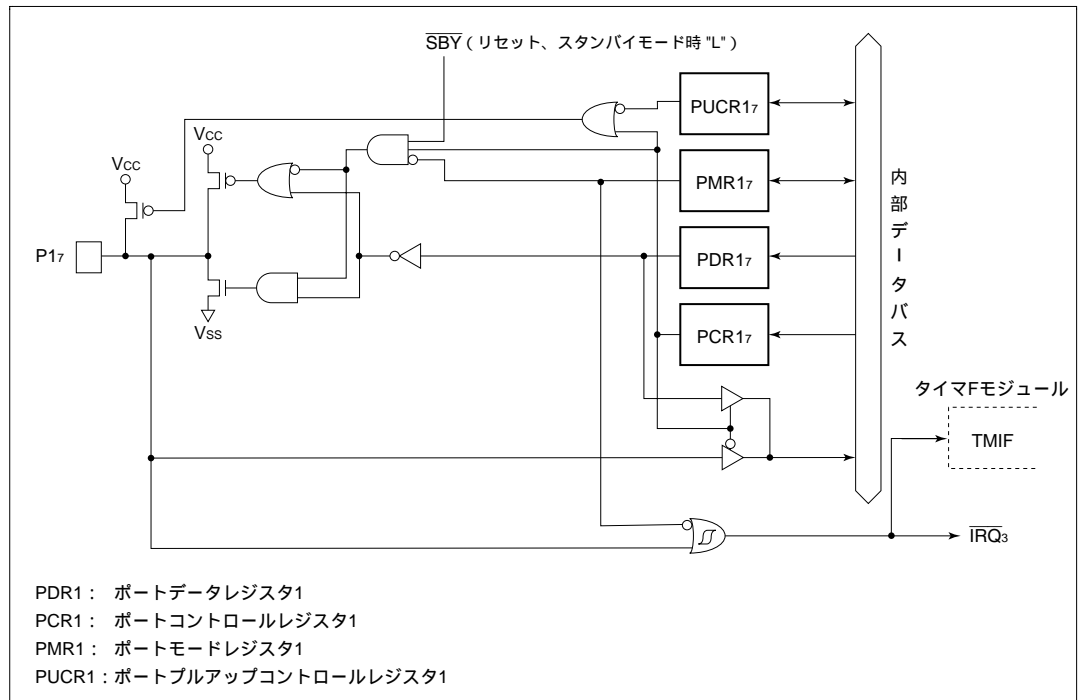 SBY（リセット、スタンバイモード時 "L"）
PUCR17
VCC
VCC
PMR17
P17
PDR17
VSS
PCR17
内部データバス
タイマFモジュール
TMIF
IRQ3
PDR1： ポートデータレジスタ1
PCR1： ポートコントロールレジスタ1
PMR1： ポートモードレジスタ1
PUCR1：ポートプルアップコントロールレジスタ1